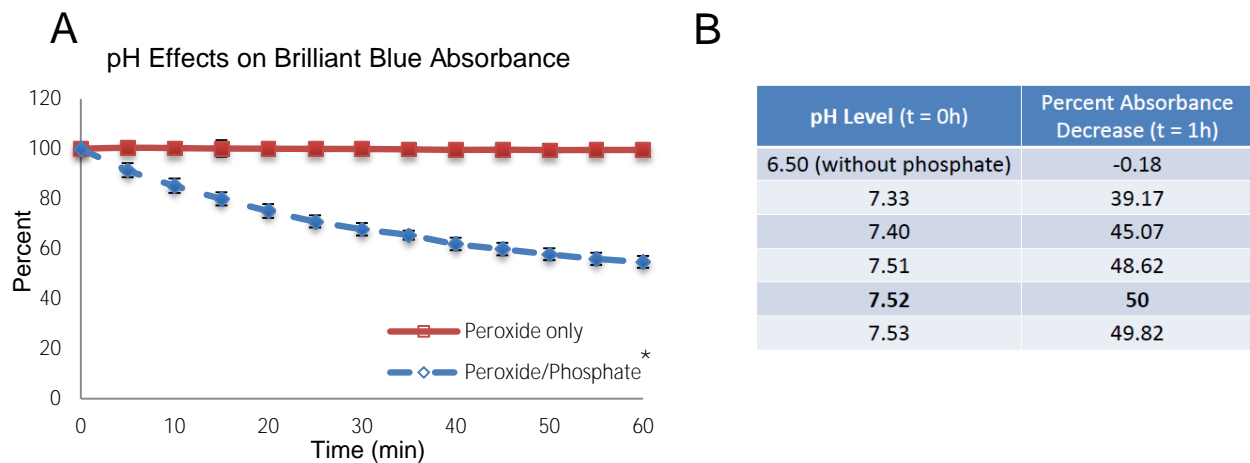 A
pH Effects on Brilliant Blue Absorbance
120
100
80
60
40
20
0
Percent
Peroxide only
Peroxide/Phosphate *
0 10 20 30 40 50 60
Time (min)
B
pH Level (t = 0h) Percent Absorbance
Decrease (t = 1h)
6.50 (without phosphate) -0.18
7.33 39.17
7.40 45.07
7.51 48.62
7.52 50
7.53 49.82